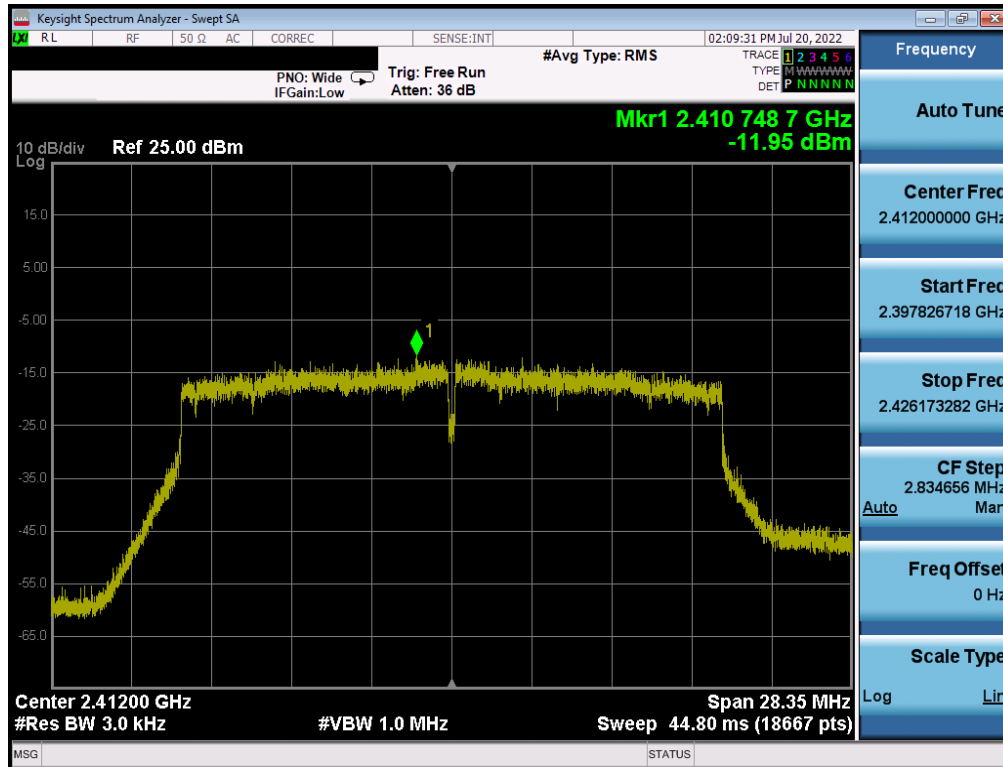 Keysight Spectrum Analyzer - Swept SA
LXI RL RF 50 Ω AC CORREC SENSE:INT 02:09:31 PM Jul 20, 2022
#Avg Type: RMS
TRACE 1 2 3 4 5 6
PNO: Wide Trig: Free Run
TYPE M W W W W W
IFGain:Low Atten: 36 dB
DET P N N N N N
Mkr1 2.410 748 7 GHz
-11.95 dBm
10 dB/div Ref 25.00 dBm
Log
15.0
5.00
-5.00
1
-15.0
-25.0
-35.0
-45.0
-55.0
-65.0
Center 2.41200 GHz Span 28.35 MHz
#Res BW 3.0 kHz #VBW 1.0 MHz Sweep 44.80 ms (18667 pts)
MSG STATUS
Frequency
Auto Tune
Center Freq
2.412000000 GHz
Start Freq
2.397826718 GHz
Stop Freq
2.426173282 GHz
CF Step
2.834656 MHz
Auto Man
Freq Offset
0 Hz
Scale Type
Log Lin